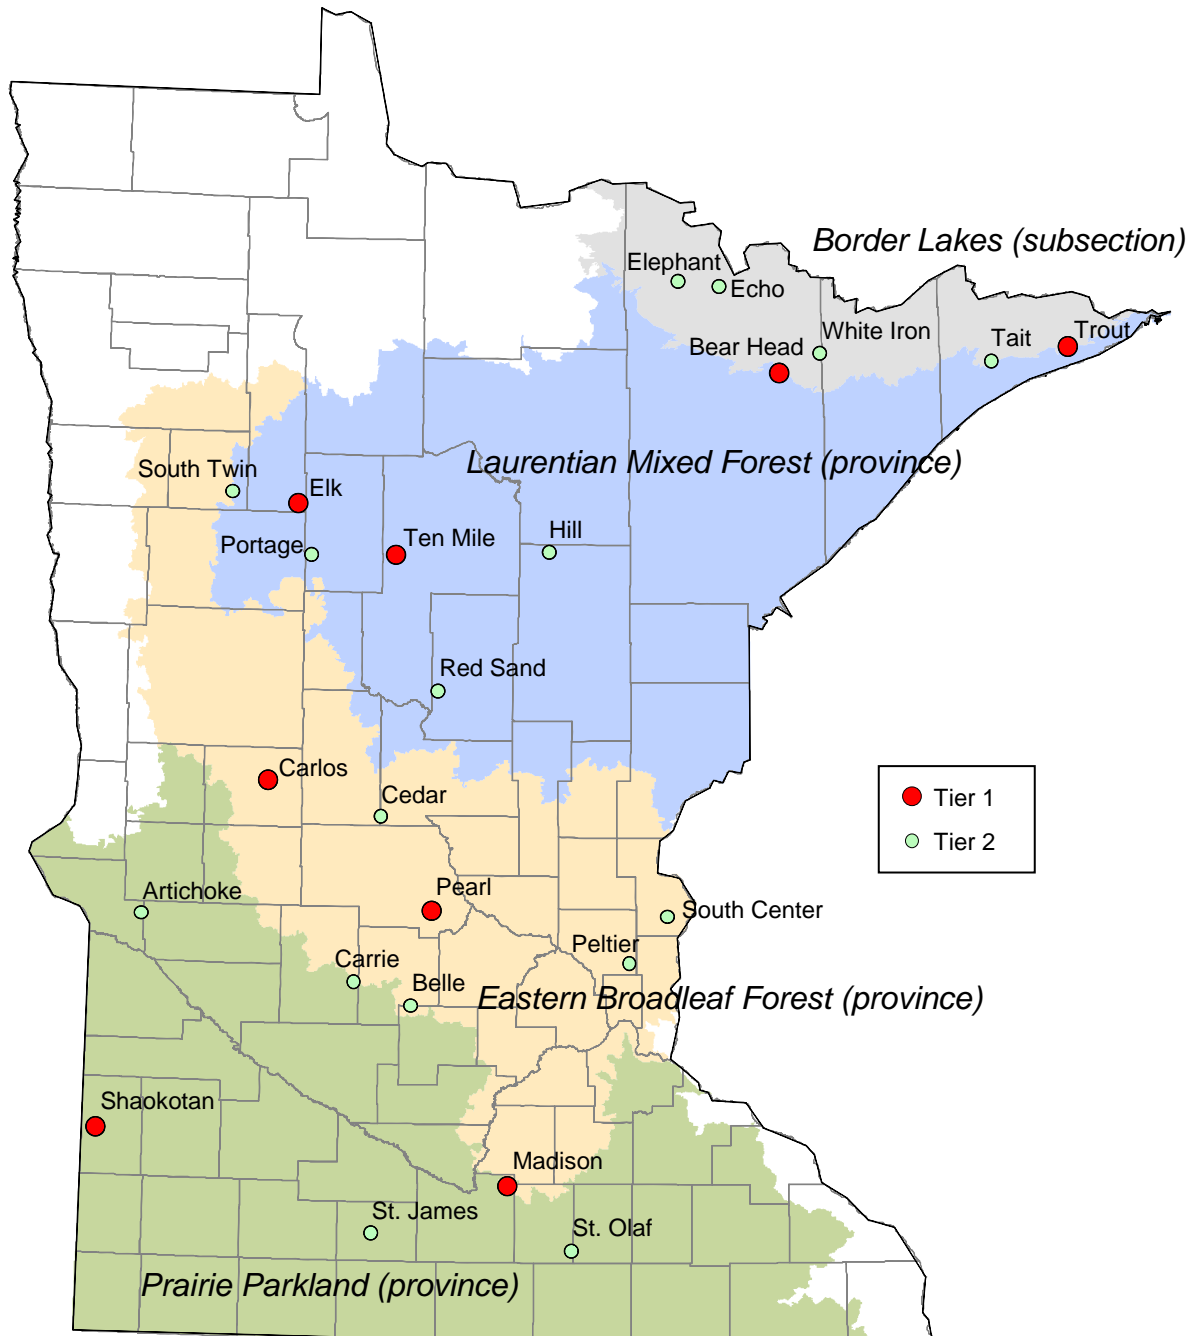 Border Lakes (subsection)
Elephant
Echo
White Iron
Bear Head
Tait
Trout
Laurentian Mixed Forest (province)
South Twin
Elk
Portage
Ten Mile
Hill
Red Sand
Carlos
Cedar
Tier 1
Tier 2
Artichoke
Pearl
South Center
Peltier
Carrie
Belle
Eastern Broadleaf Forest (province)
Shaokotan
Madison
St. James
St. Olaf
Prairie Parkland (province)